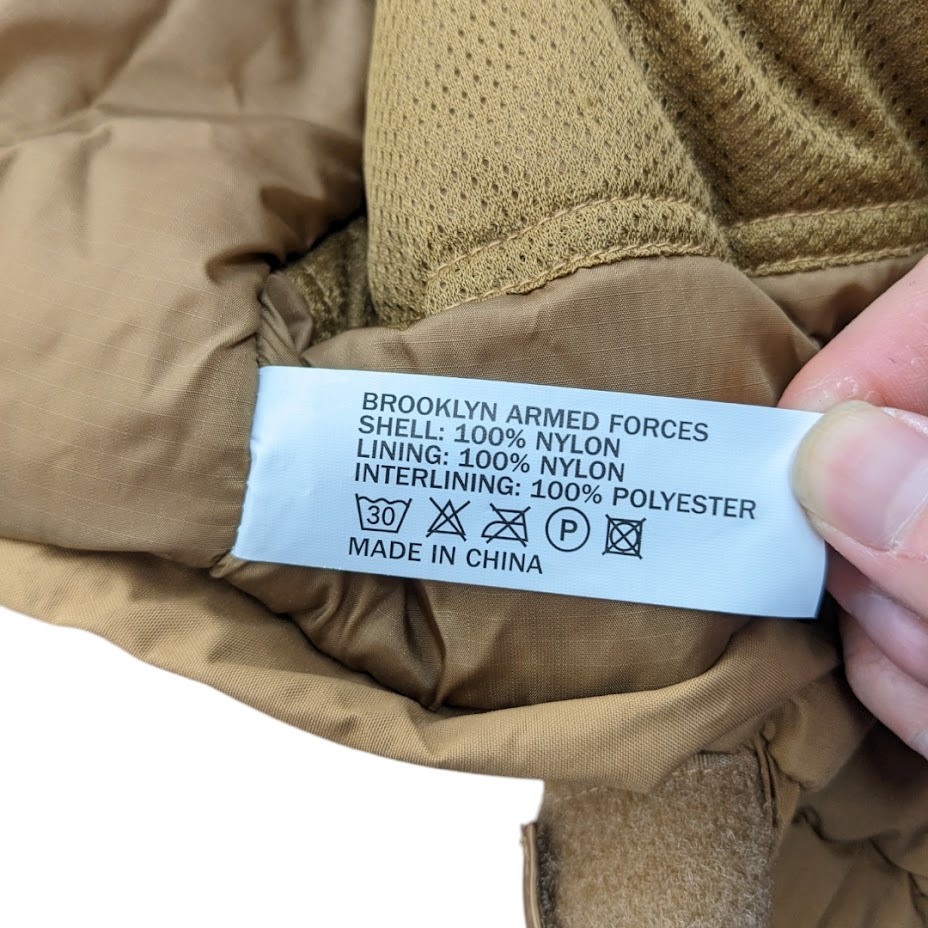 BROOKLYN ARMED FORCES
SHELL: 100% NYLON
LINING: 100% NYLON
INTERLINING: 100% POLYESTER
30 P
MADE IN CHINA